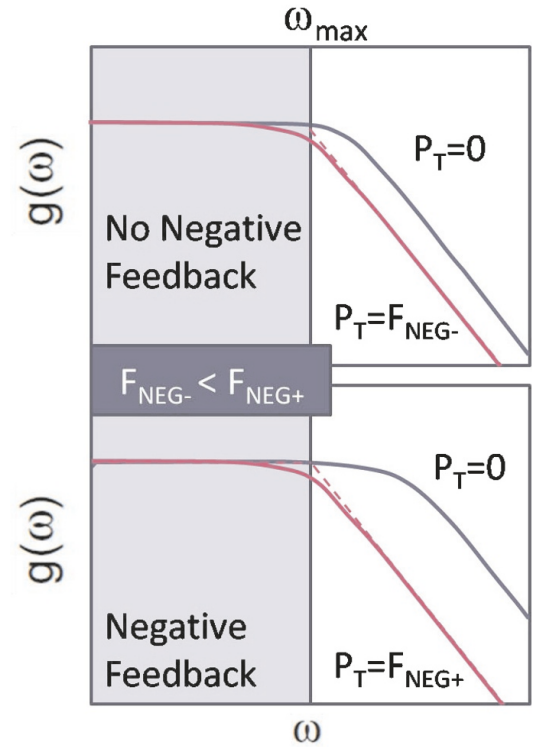 ω_max
g(ω)
P_T=0
No Negative
Feedback
P_T=F_NEG-
F_NEG- < F_NEG+
g(ω)
P_T=0
Negative
Feedback
P_T=F_NEG+
ω